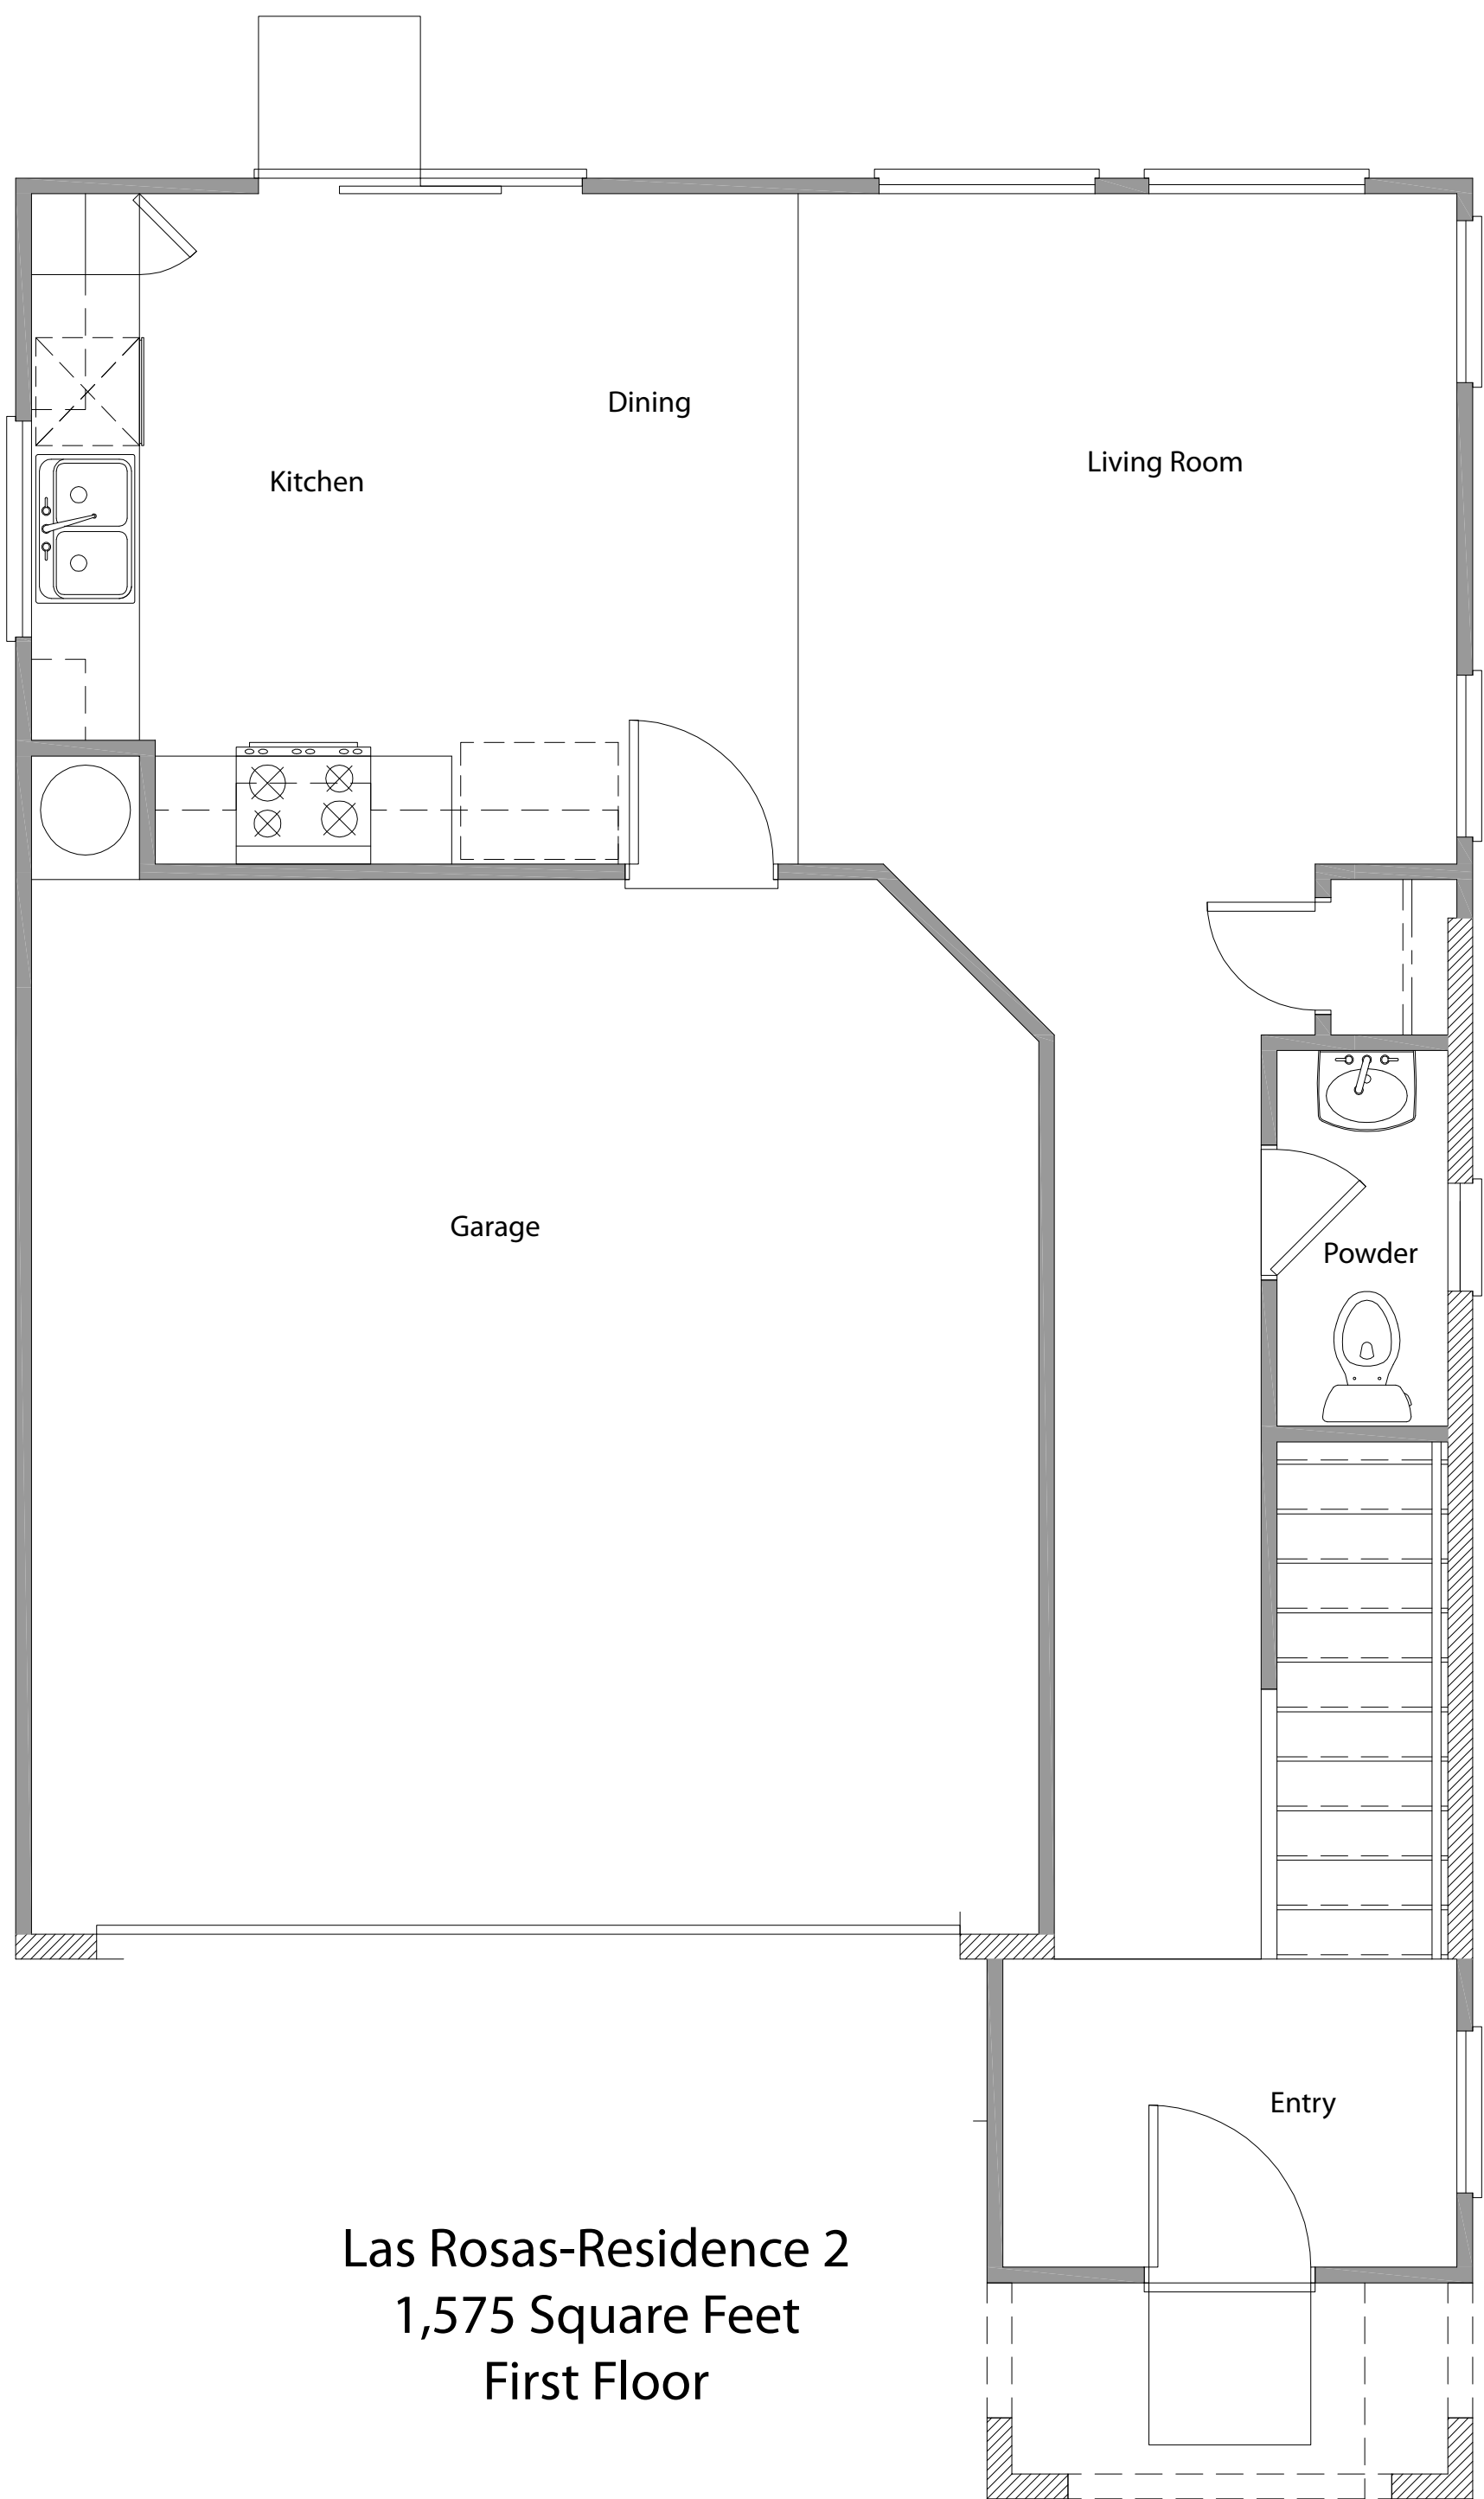 Dining
Living Room
Kitchen
Garage
Powder
Entry
Las Rosas-Residence 2
1,575 Square Feet
First Floor